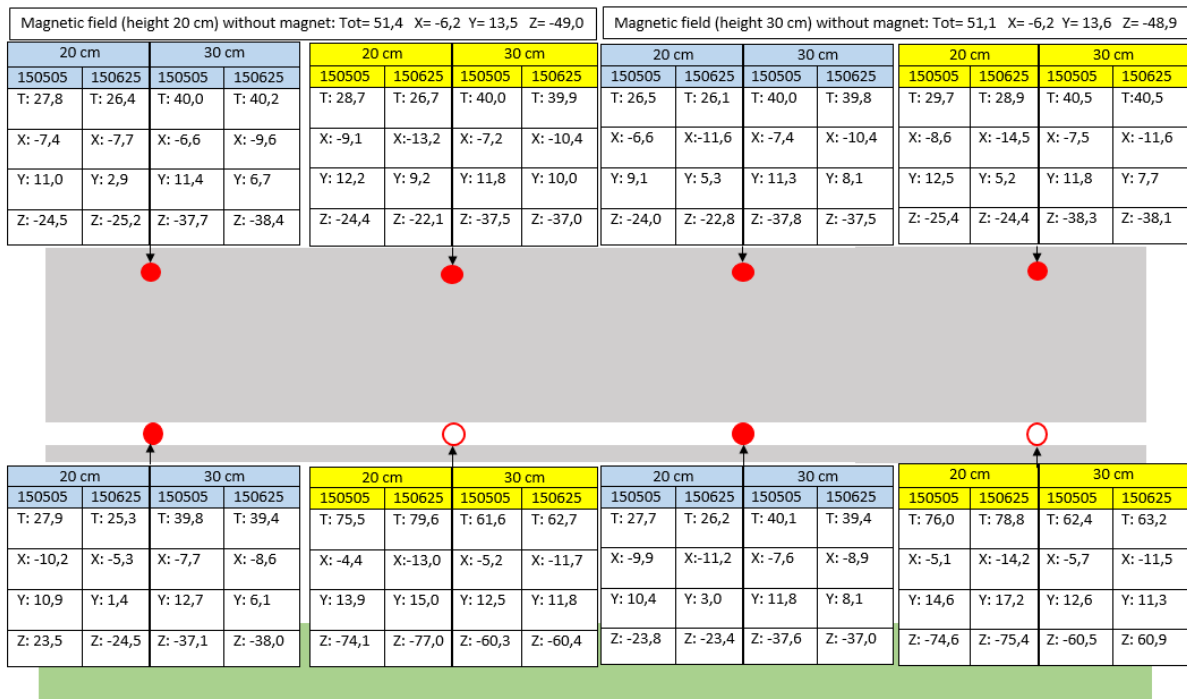 Magnetic field (height 20 cm) without magnet: Tot= 51,4 X= -6,2 Y= 13,5 Z= -49,0
Magnetic field (height 30 cm) without magnet: Tot= 51,1 X= -6,2 Y= 13,6 Z= -48,9
20 cm 30 cm
150505 150625 150505 150625
T: 27,8 T: 26,4 T: 40,0 T: 40,2
X: -7,4 X: -7,7 X: -6,6 X: -9,6
Y: 11,0 Y: 2,9 Y: 11,4 Y: 6,7
Z: -24,5 Z: -25,2 Z: -37,7 Z: -38,4
20 cm 30 cm
150505 150625 150505 150625
T: 28,7 T: 26,7 T: 40,0 T: 39,9
X: -9,1 X:-13,2 X: -7,2 X: -10,4
Y: 12,2 Y: 9,2 Y: 11,8 Y: 10,0
Z: -24,4 Z: -22,1 Z: -37,5 Z: -37,0
20 cm 30 cm
150505 150625 150505 150625
T: 26,5 T: 26,1 T: 40,0 T: 39,8
X: -6,6 X:-11,6 X: -7,4 X: -10,4
Y: 9,1 Y: 5,3 Y: 11,3 Y: 8,1
Z: -24,0 Z: -22,8 Z: -37,8 Z: -37,5
20 cm 30 cm
150505 150625 150505 150625
T: 29,7 T: 28,9 T: 40,5 T:40,5
X: -8,6 X: -14,5 X: -7,5 X: -11,6
Y: 12,5 Y: 5,2 Y: 11,8 Y: 7,7
Z: -25,4 Z: -24,4 Z: -38,3 Z: -38,1
20 cm 30 cm
150505 150625 150505 150625
T: 27,9 T: 25,3 T: 39,8 T: 39,4
X: -10,2 X: -5,3 X: -7,7 X: -8,6
Y: 10,9 Y: 1,4 Y: 12,7 Y: 6,1
Z: 23,5 Z: -24,5 Z: -37,1 Z: -38,0
20 cm 30 cm
150505 150625 150505 150625
T: 75,5 T: 79,6 T: 61,6 T: 62,7
X: -4,4 X:-13,0 X: -5,2 X: -11,7
Y: 13,9 Y: 15,0 Y: 12,5 Y: 11,8
Z: -74,1 Z: -77,0 Z: -60,3 Z: -60,4
20 cm 30 cm
150505 150625 150505 150625
T: 27,7 T: 26,2 T: 40,1 T: 39,4
X: -9,9 X: -11,2 X: -7,6 X: -8,9
Y: 10,4 Y: 3,0 Y: 11,8 Y: 8,1
Z: -23,8 Z: -23,4 Z: -37,6 Z: -37,0
20 cm 30 cm
150505 150625 150505 150625
T: 76,0 T: 78,8 T: 62,4 T: 63,2
X: -5,1 X: -14,2 X: -5,7 X: -11,5
Y: 14,6 Y: 17,2 Y: 12,6 Y: 11,3
Z: -74,6 Z: -75,4 Z: -60,5 Z: 60,9